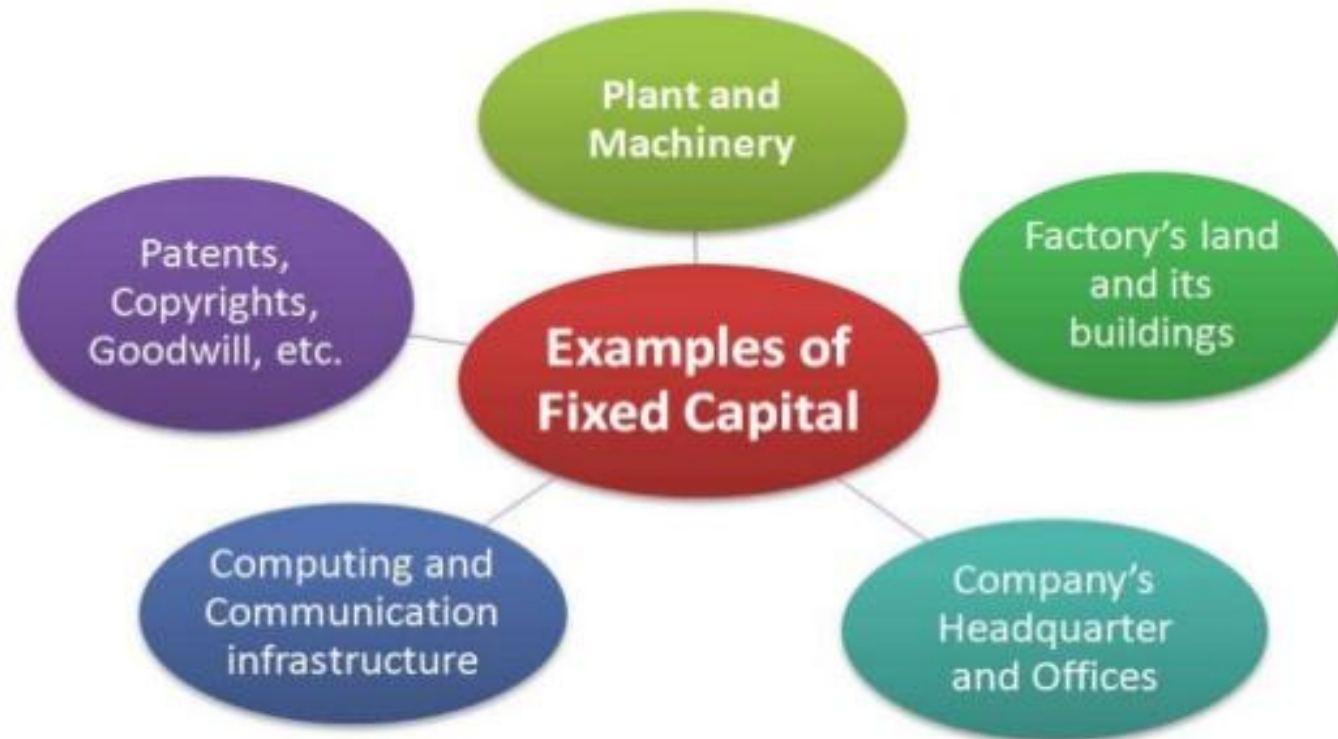 Plant and
Machinery
Patents,
Copyrights,
Goodwill, etc.
Factory's land
and its
buildings
Examples of
Fixed Capital
Computing and
Communication
infrastructure
Company's
Headquarter
and Offices